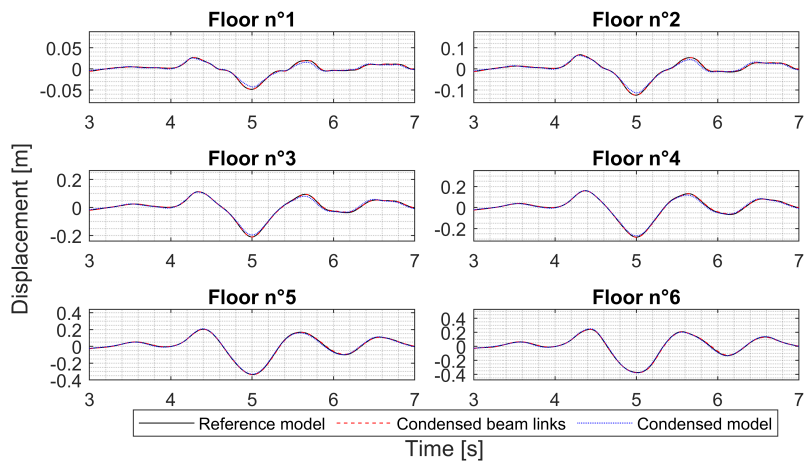 Floor n°1 Floor n°2
0.05 0.1
0 0
-0.05 -0.1
3 4 5 6 7 3 4 5 6 7
Floor n°3 Floor n°4
0.2 0.2
0 0
-0.2 -0.2
3 4 5 6 7 3 4 5 6 7
Displacement [m]
Floor n°5 Floor n°6
0.4 0.4
0.2 0.2
0 0
-0.2 -0.2
-0.4 -0.4
3 4 5 6 7 3 4 5 6 7
Reference model Condensed beam links Condensed model
Time [s]